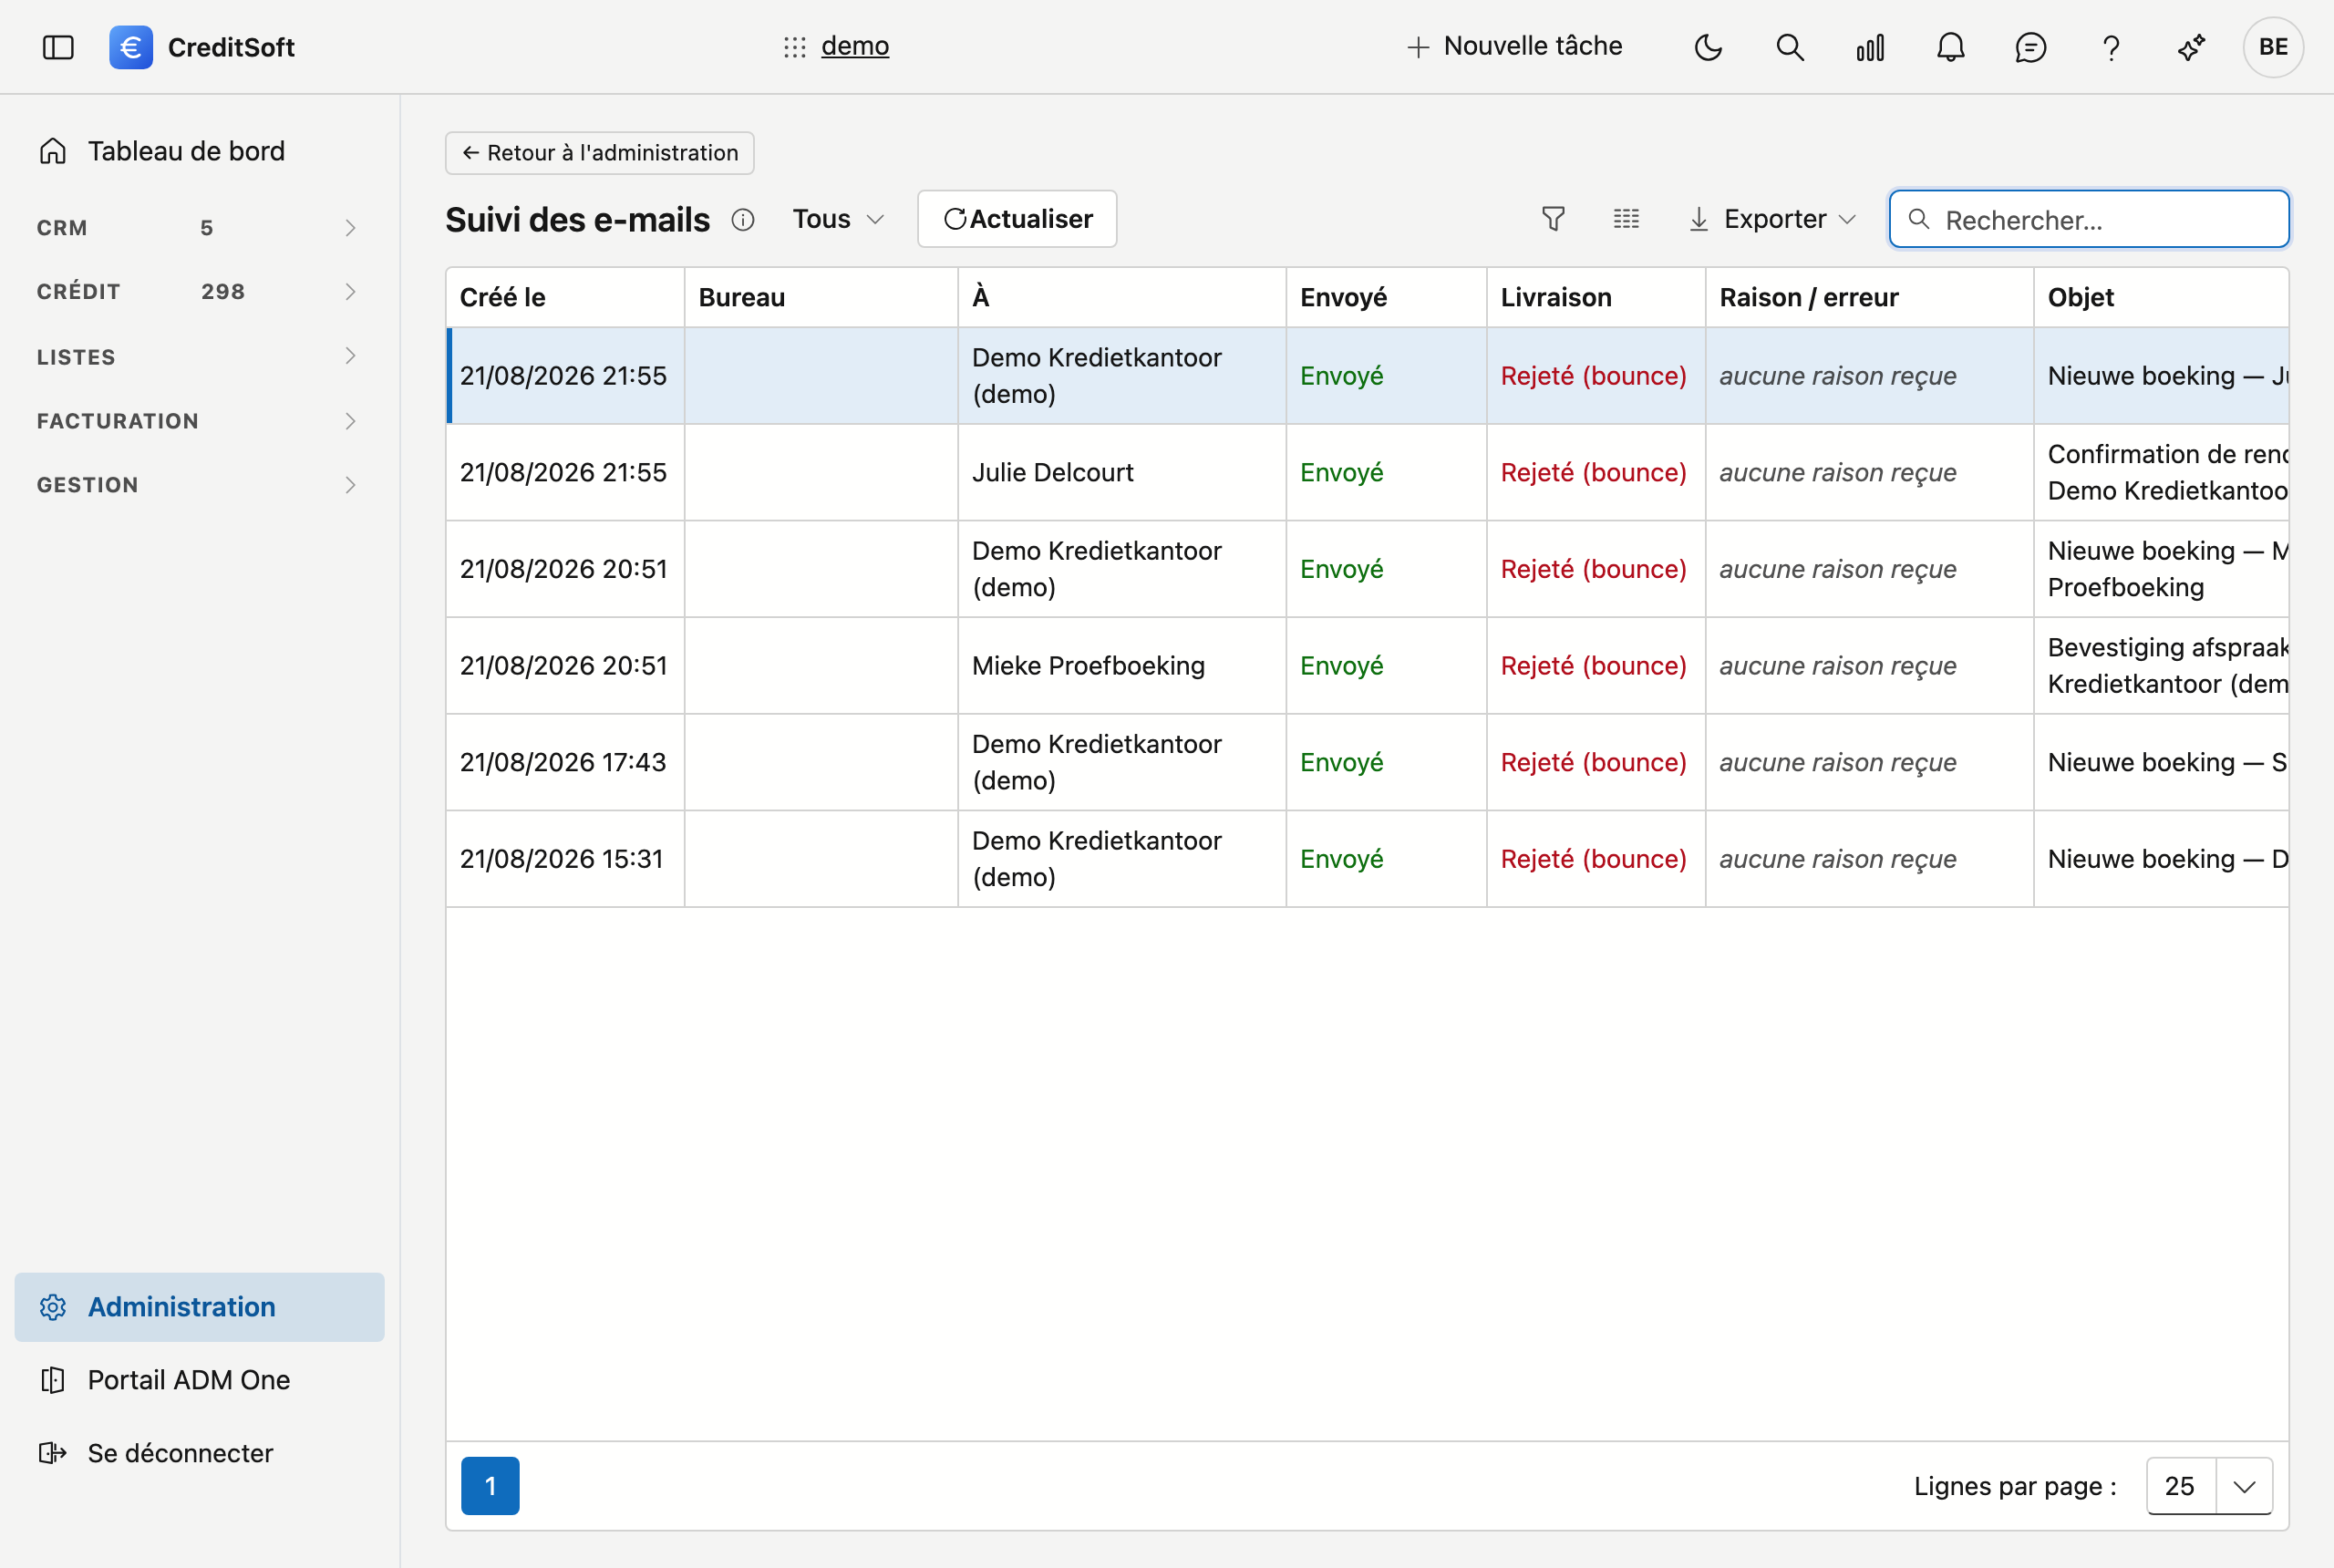 CreditSoft
demo
Nouvelle tâche
BE
Tableau de bord
CRM 5
CRÉDIT 298
LISTES
FACTURATION
GESTION
Administration
Portail ADM One
Se déconnecter
← Retour à l'administration
Suivi des e-mails
Tous
Actualiser
Exporter
Rechercher...
Créé le Bureau À Envoyé Livraison Raison / erreur Objet
21/08/2026 21:55 Demo Kredietkantoor (demo) Envoyé Rejeté (bounce) aucune raison reçue Nieuwe boeking —
21/08/2026 21:55 Julie Delcourt Envoyé Rejeté (bounce) aucune raison reçue Confirmation de
Demo
21/08/2026 20:51 Demo Kredietkantoor (demo) Envoyé Rejeté (bounce) aucune raison reçue Nieuwe boeking — M
Proefboeking
21/08/2026 20:51 Mieke Proefboeking Envoyé Rejeté (bounce) aucune raison reçue Bevestiging afspraak
Kredietkantoor (dem
21/08/2026 17:43 Demo Kredietkantoor (demo) Envoyé Rejeté (bounce) aucune raison reçue Nieuwe boeking — S
21/08/2026 15:31 Demo Kredietkantoor (demo) Envoyé Rejeté (bounce) aucune raison reçue Nieuwe boeking — D
1
Lignes par page : 25